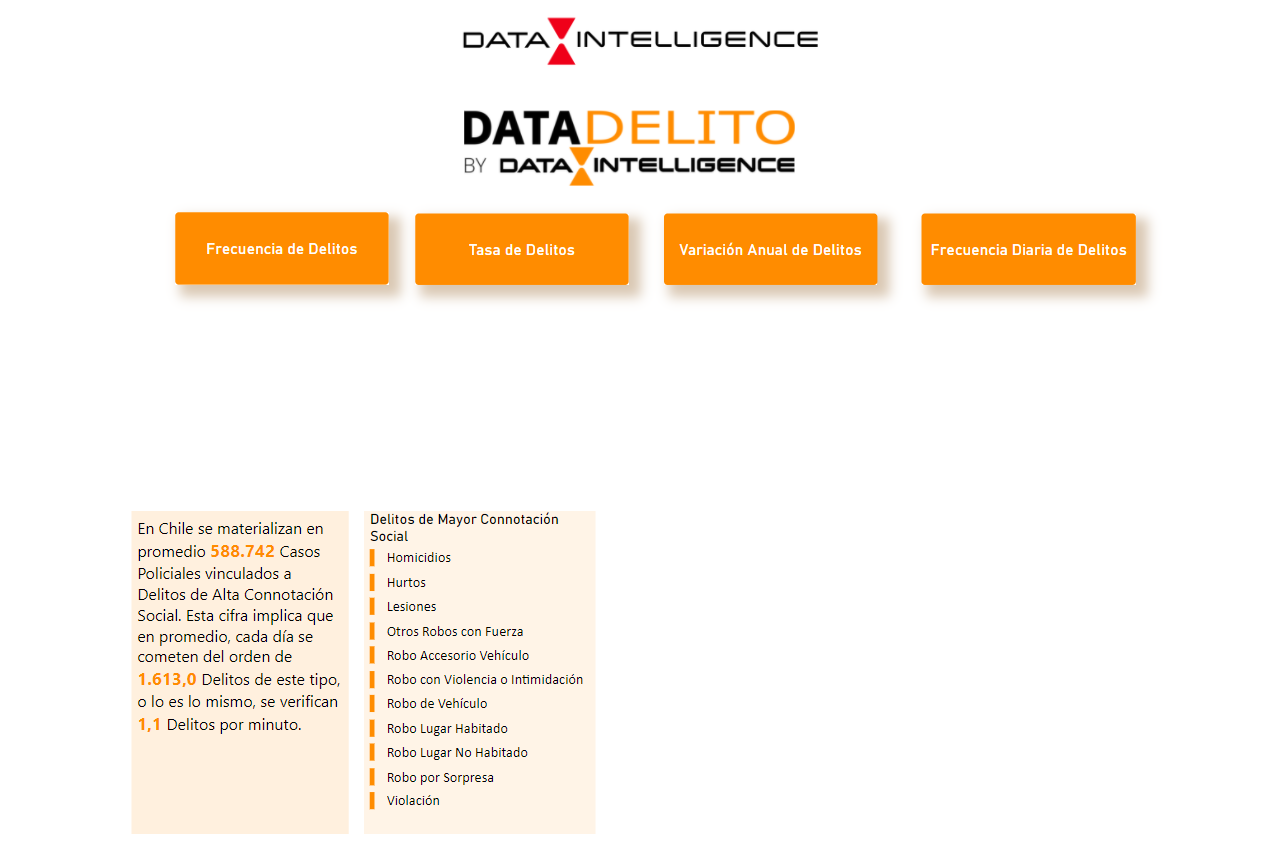 DATA INTELLIGENCE
DATADELITO
BY DATA INTELLIGENCE
Frecuencia de Delitos
Tasa de Delitos
Variación Anual de Delitos
Frecuencia Diaria de Delitos
En Chile se materializan en
promedio 588.742 Casos
Policiales vinculados a
Delitos de Alta Connotación
Social. Esta cifra implica que
en promedio, cada día se
cometen del orden de
1.613,0 Delitos de este tipo,
o lo es lo mismo, se verifican
1,1 Delitos por minuto.
Delitos de Mayor Connotación
Social
Homicidios
Hurtos
Lesiones
Otros Robos con Fuerza
Robo Accesorio Vehículo
Robo con Violencia o Intimidación
Robo de Vehículo
Robo Lugar Habitado
Robo Lugar No Habitado
Robo por Sorpresa
Violación